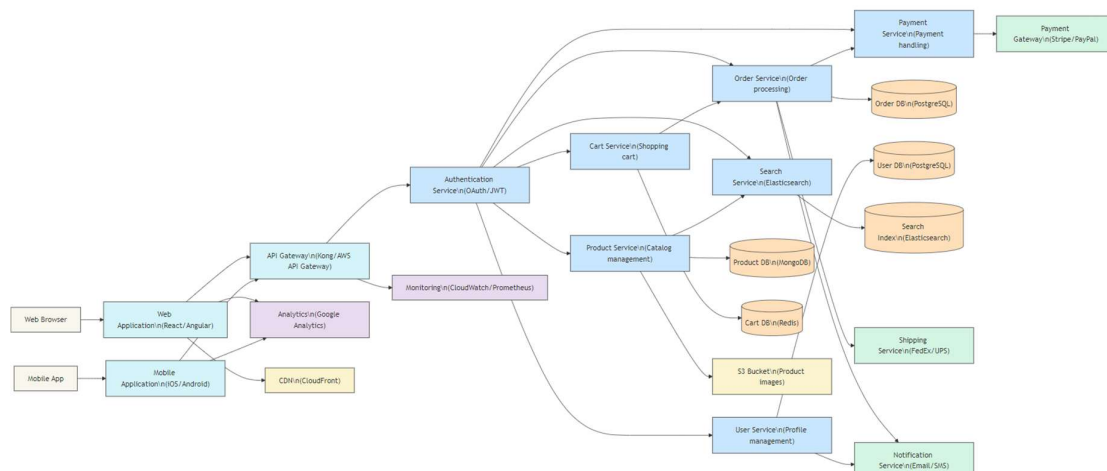 Web Browser
Mobile App
Web
Application\n(React/Angular)
Mobile
Application\n(iOS/Android)
API Gateway\n(Kong/AWS
API Gateway)
Analytics\n(Google
Analytics)
CDN\n(CloudFront)
Authentication
Service\n(OAuth/JWT)
Monitoring\n(CloudWatch/Prometheus)
Cart Service\n(Shopping
cart)
Product Service\n(Catalog
management)
Order Service\n(Order
processing)
Search
Service\n(Elasticsearch)
Product DB\n(MongoDB)
Cart DB\n(Redis)
S3 Bucket\n(Product
images)
User Service\n(Profile
management)
Payment
Service\n(Payment
handling)
Order DB\n(PostgreSQL)
User DB\n(PostgreSQL)
Search
Index\n(Elasticsearch)
Shipping
Service\n(FedEx/UPS)
Notification
Service\n(Email/SMS)
Payment
Gateway\n(Stripe/PayPal)